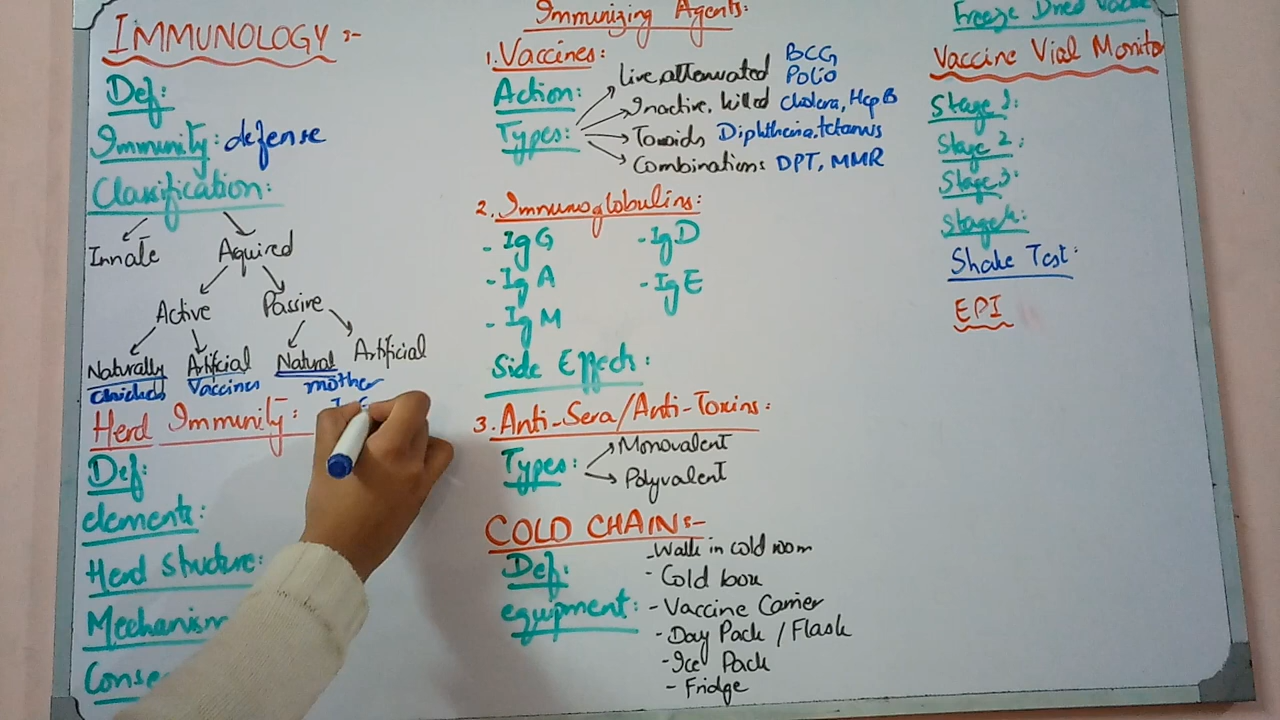 IMMUNOLOGY :-
Def:
Immunity: defense
Classification:
Innate Aquired
Active Passive
Naturally Artificial Natural Artificial
Vaccines mother
Herd Immunity:
Def:
elements:
Herd structure:
Mechanism
Conse
Immunizing Agents:
1. Vaccines:
Action:
Types:
Live, attenuated BCG
Polio
Inactive, killed Cholera, Hep B
Toxoids Diphtheria, tetanus
Combinations: DPT, MMR
2. Immunoglobulins:
- IgG - IgD
- IgA - IgE
- IgM
Side Effects:
3. Anti-Sera/Anti-Toxins:
Types: Monovalent
Polyvalent
COLD CHAIN:-
Def:
equipment:
- Walk in cold room
- Cold box
- Vaccine Carrier
- Day Pack / Flask
- Ice Pack
- Fridge
Freeze Dried
Vaccine Vial Monitor
Stage 1:
Stage 2:
Stage 3:
Stage 4:
Shake Test:
EPI